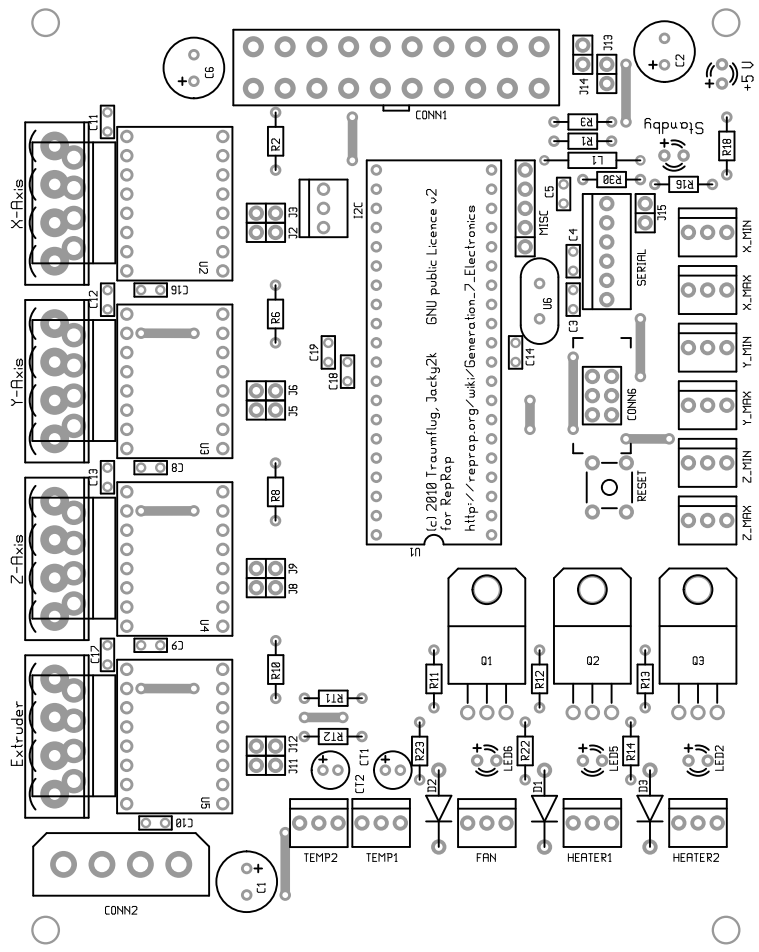 C6
CONN1
J13
J14
C2
+5 V
C11
R2
R3
R1
L1
R30
Standby
R18
R16
X-Axis
U2
J3
J2
I2C
MISC
C5
C4
SERIAL
J15
X_MIN
C16
C12
R6
U6
C3
X_MAX
Y-Axis
U3
C19
C18
C14
CONN6
Y_MIN
J6
J5
(c) 2010 Traumflug, Jacky2k
for RepRap
GNU public Licence v2
http://reprap.org/wiki/Generation_7_Electronics
U1
Y_MAX
C8
C13
R8
RESET
Z_MIN
Z-Axis
U4
Z_MAX
J9
J8
C9
C17
R10
Q1
Q2
Q3
R11
R12
R13
Extruder
U5
RT1
RT2
J12
J11
CT1
CT2
R23
LED6
R22
LED5
R14
LED2
D2
D1
D3
C10
TEMP2
TEMP1
FAN
HEATER1
HEATER2
CONN2
C1